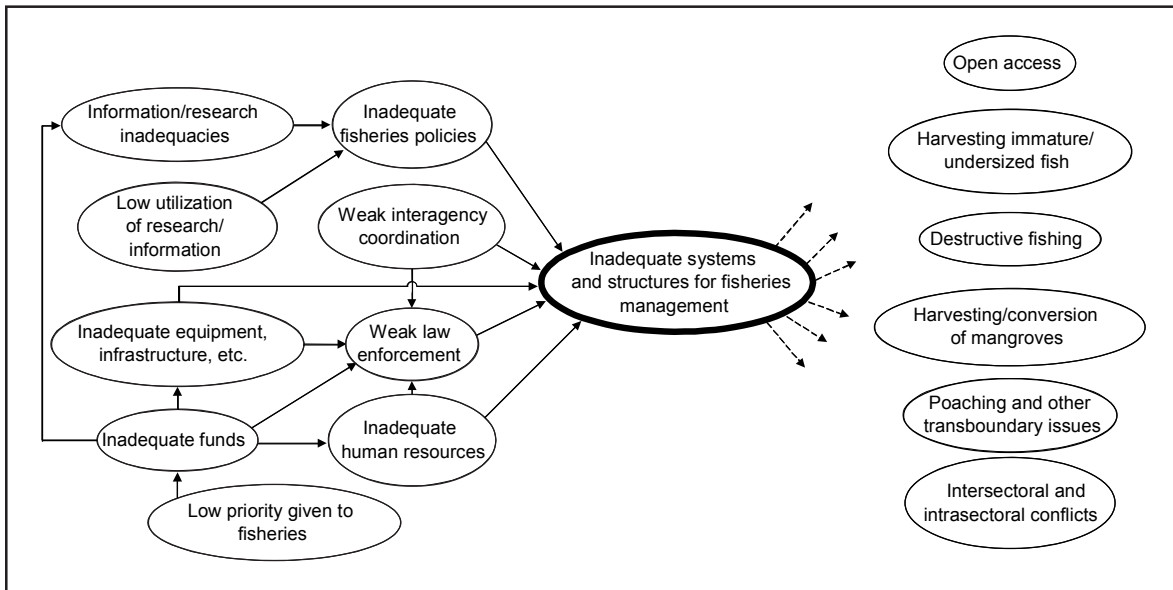 Information/research
inadequacies
Inadequate
fisheries policies
Low utilization
of research/
information
Weak interagency
coordination
Inadequate equipment,
infrastructure, etc.
Weak law
enforcement
Inadequate funds
Inadequate
human resources
Low priority given to
fisheries
Inadequate systems
and structures for fisheries
management
Open access
Harvesting immature/
undersized fish
Destructive fishing
Harvesting/conversion
of mangroves
Poaching and other
transboundary issues
Intersectoral and
intrasectoral conflicts